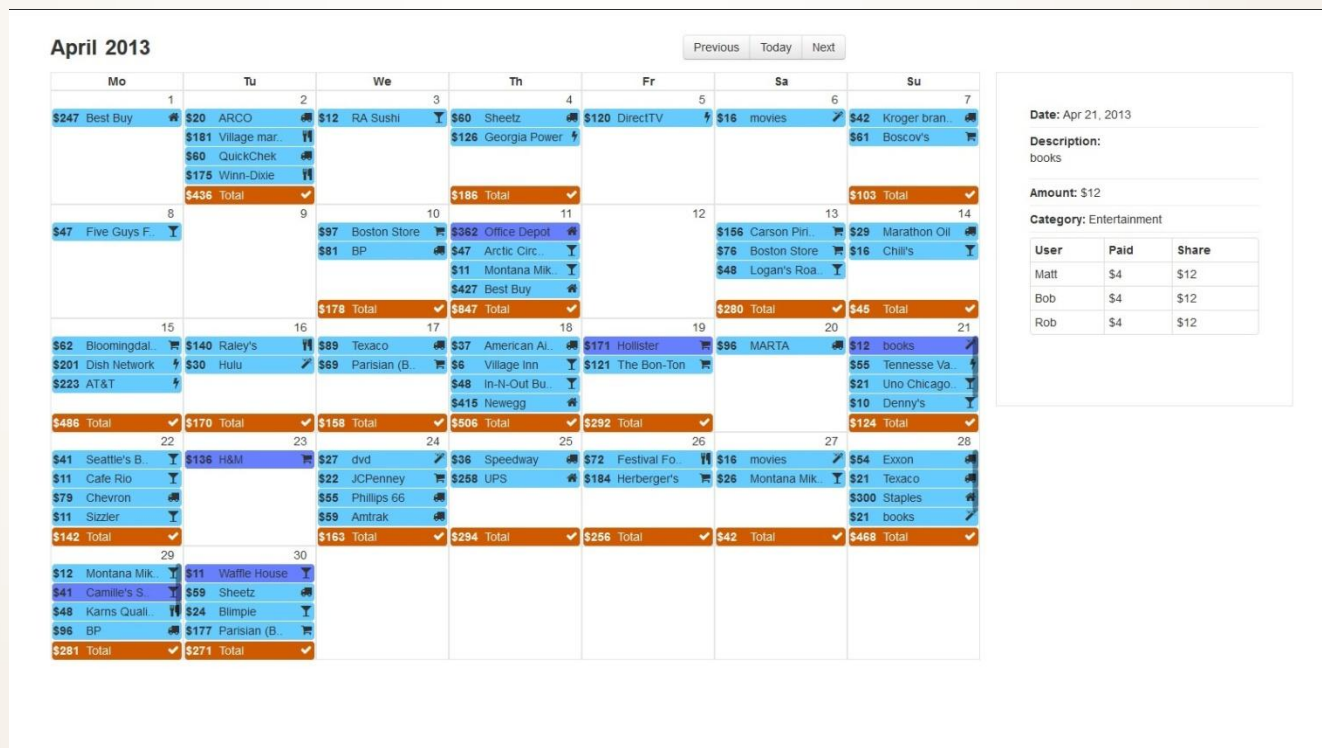 April 2013
Previous Today Next
Mo Tu We Th Fr Sa Su
1 2 3 4 5 6 7
$247 Best Buy $20 ARCO $12 RA Sushi $60 Sheetz $120 DirectTV $16 movies $42 Kroger bran..
$181 Village mar.. $126 Georgia Power $61 Boscov's
$60 QuickChek
$175 Winn-Dixie
$436 Total $186 Total $103 Total
8 9 10 11 12 13 14
$47 Five Guys F.. $97 Boston Store $362 Office Depot $156 Carson Piri.. $29 Marathon Oil
$81 BP $47 Arctic Circ.. $76 Boston Store $16 Chili's
$11 Montana Mik.. $48 Logan's Roa..
$427 Best Buy
$178 Total $847 Total $280 Total $45 Total
15 16 17 18 19 20 21
$62 Bloomingdal.. $140 Raley's $89 Texaco $37 American Ai.. $171 Hollister $96 MARTA $12 books
$201 Dish Network $30 Hulu $69 Parisian (B.. $6 Village Inn $121 The Bon-Ton $55 Tennesse Va..
$223 AT&T $48 In-N-Out Bu.. $21 Uno Chicago..
$415 Newegg $10 Denny's
$486 Total $170 Total $158 Total $506 Total $292 Total $124 Total
22 23 24 25 26 27 28
$41 Seattle's B.. $136 H&M $27 dvd $36 Speedway $72 Festival Fo.. $16 movies $54 Exxon
$11 Cafe Rio $22 JCPenney $258 UPS $184 Herberger's $26 Montana Mik.. $21 Texaco
$79 Chevron $55 Phillips 66 $300 Staples
$11 Sizzler $59 Amtrak $21 books
$142 Total $163 Total $294 Total $256 Total $42 Total $468 Total
29 30
$12 Montana Mik.. $11 Waffle House
$41 Camille's S.. $59 Sheetz
$48 Karns Quali.. $24 Blimpie
$96 BP $177 Parisian (B..
$281 Total $271 Total
Date: Apr 21, 2013
Description:
books
Amount: $12
Category: Entertainment
User Paid Share
Matt $4 $12
Bob $4 $12
Rob $4 $12